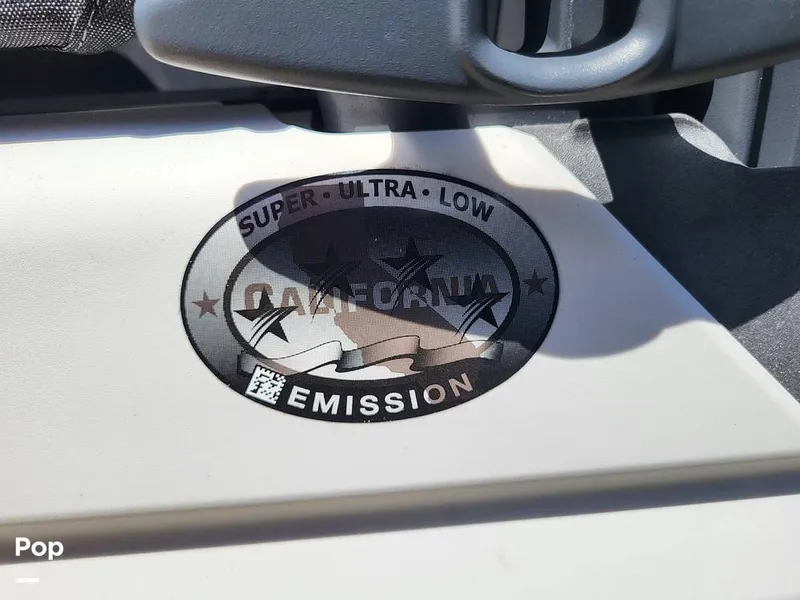 SUPER • ULTRA • LOW
CALIFORNIA
EMISSION
Pop